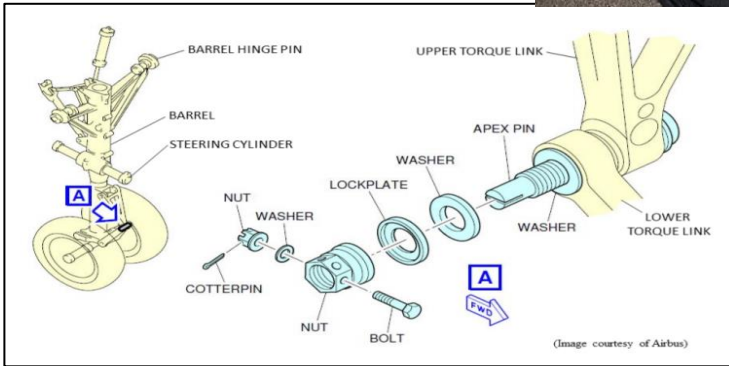 BARREL HINGE PIN
UPPER TORQUE LINK
BARREL
APEX PIN
STEERING CYLINDER
WASHER
LOCKPLATE
A
NUT
WASHER
WASHER
LOWER
TORQUE LINK
COTTERPIN
A
FWD
NUT
BOLT
(Image courtesy of Airbus)